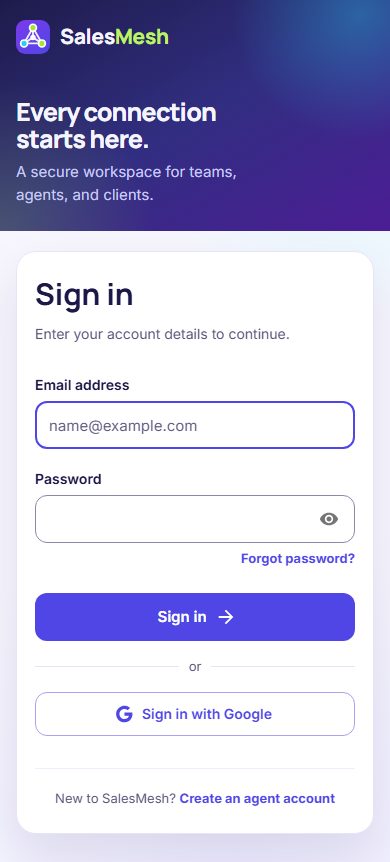 SalesMesh
Every connection
starts here.
A secure workspace for teams,
agents, and clients.
Sign in
Enter your account details to continue.
Email address
name@example.com
Password
Forgot password?
Sign in
or
Sign in with Google
New to SalesMesh? Create an agent account